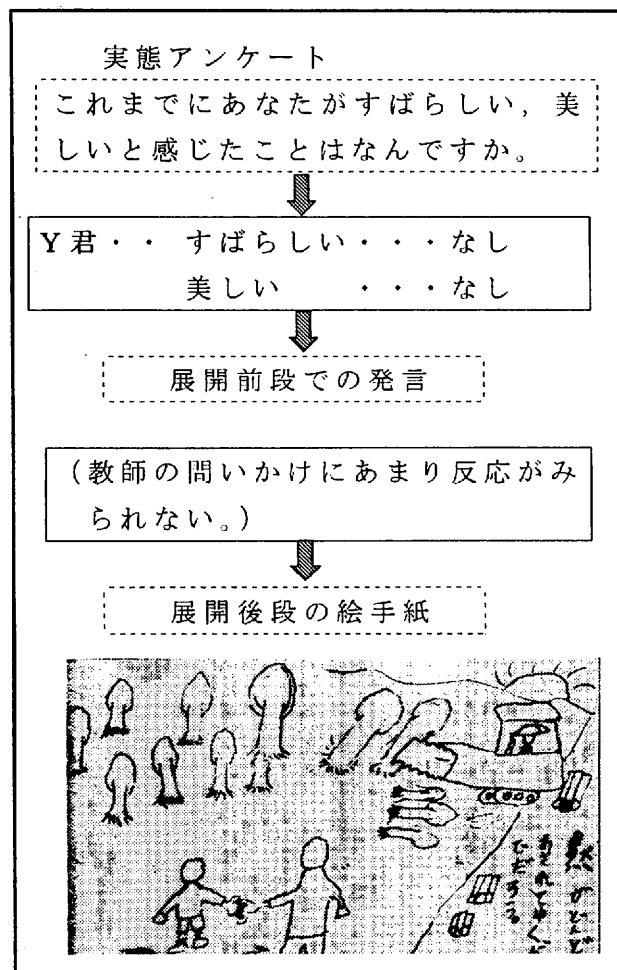 実態アンケート
これまでにあなたがすばらしい,美
しいと感じたことはなんですか。
Y君・・ すばらしい・・・なし
美しい ・・・なし
展開前段での発言
(教師の問いかけにあまり反応がみ
られない。)
展開後段の絵手紙